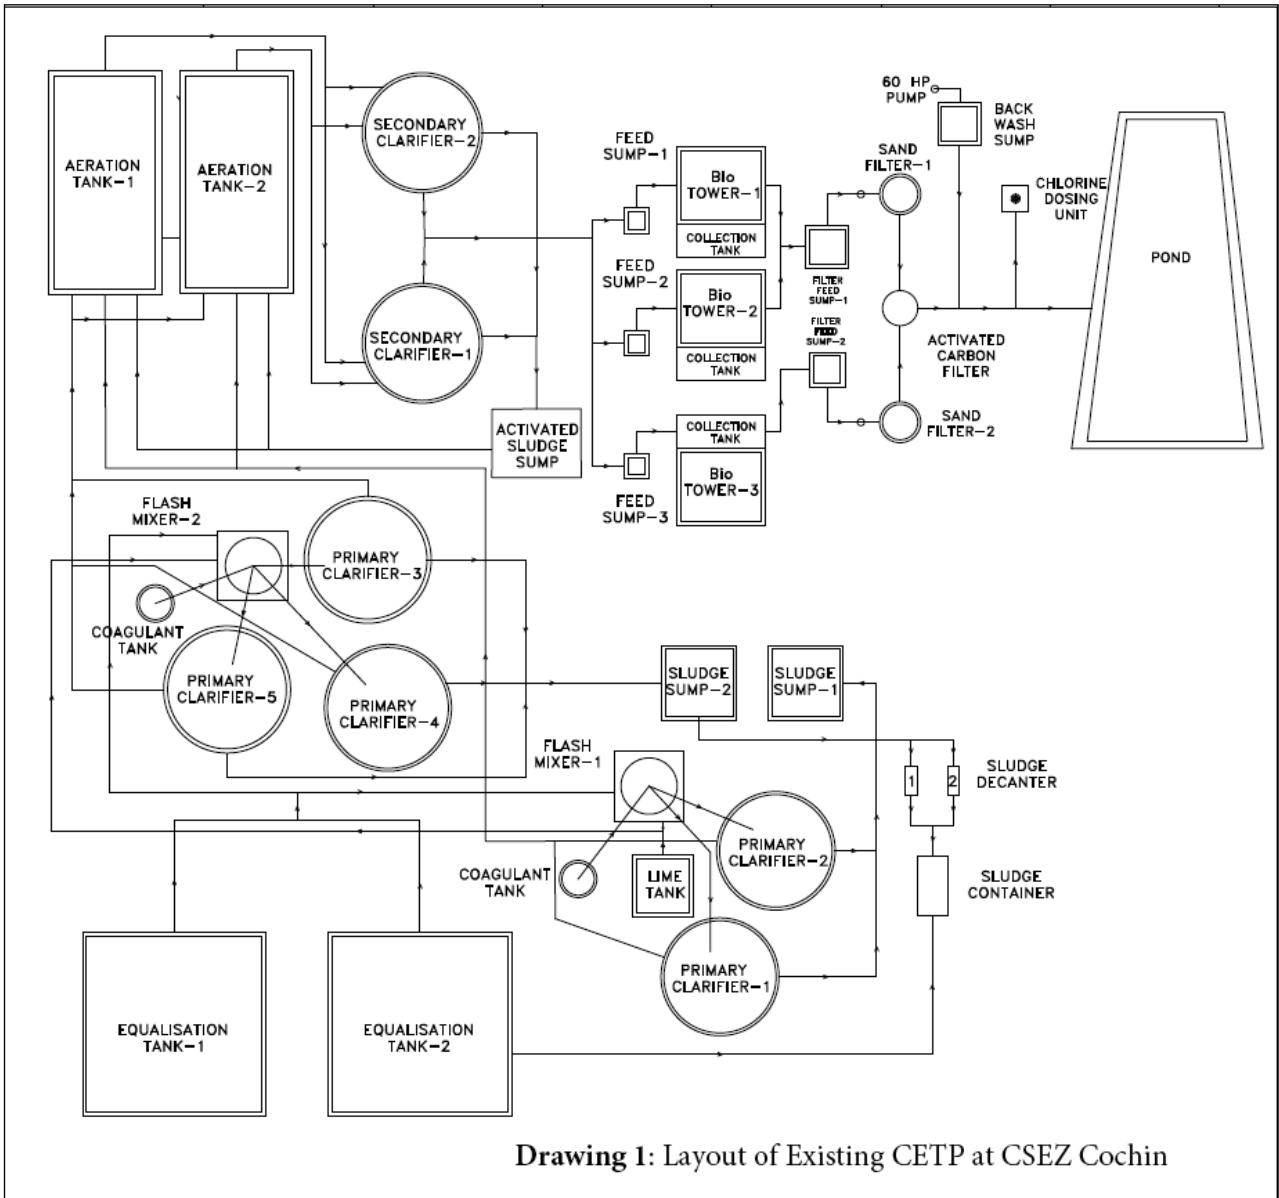 60 HP
PUMP
BACK
WASH
SUMP
SECONDARY
CLARIFIER-2
FEED
SUMP-1
SAND
FILTER-1
AERATION
TANK-1
AERATION
TANK-2
BIo
TOWER-1
CHLORINE
DOSING
UNIT
COLLECTION
TANK
POND
FEED
SUMP-2
FILTER
FEED
SUMP-1
Bio
TOWER-2
FILTER
FEED
SUMP-2
SECONDARY
CLARIFIER-1
ACTIVATED
CARBON
FILTER
COLLECTION
TANK
ACTIVATED
SLUDGE
SUMP
COLLECTION
TANK
SAND
FILTER-2
Bio
TOWER-3
FEED
SUMP-3
FLASH
MIXER-2
PRIMARY
CLARIFIER-3
COAGULANT
TANK
PRIMARY
CLARIFIER-5
PRIMARY
CLARIFIER-4
SLUDGE
SUMP-2
SLUDGE
SUMP-1
FLASH
MIXER-1
1
2
SLUDGE
DECANTER
PRIMARY
CLARIFIER-2
COAGULANT
TANK
LIME
TANK
SLUDGE
CONTAINER
PRIMARY
CLARIFIER-1
EQUALISATION
TANK-1
EQUALISATION
TANK-2
Drawing 1: Layout of Existing CETP at CSEZ Cochin